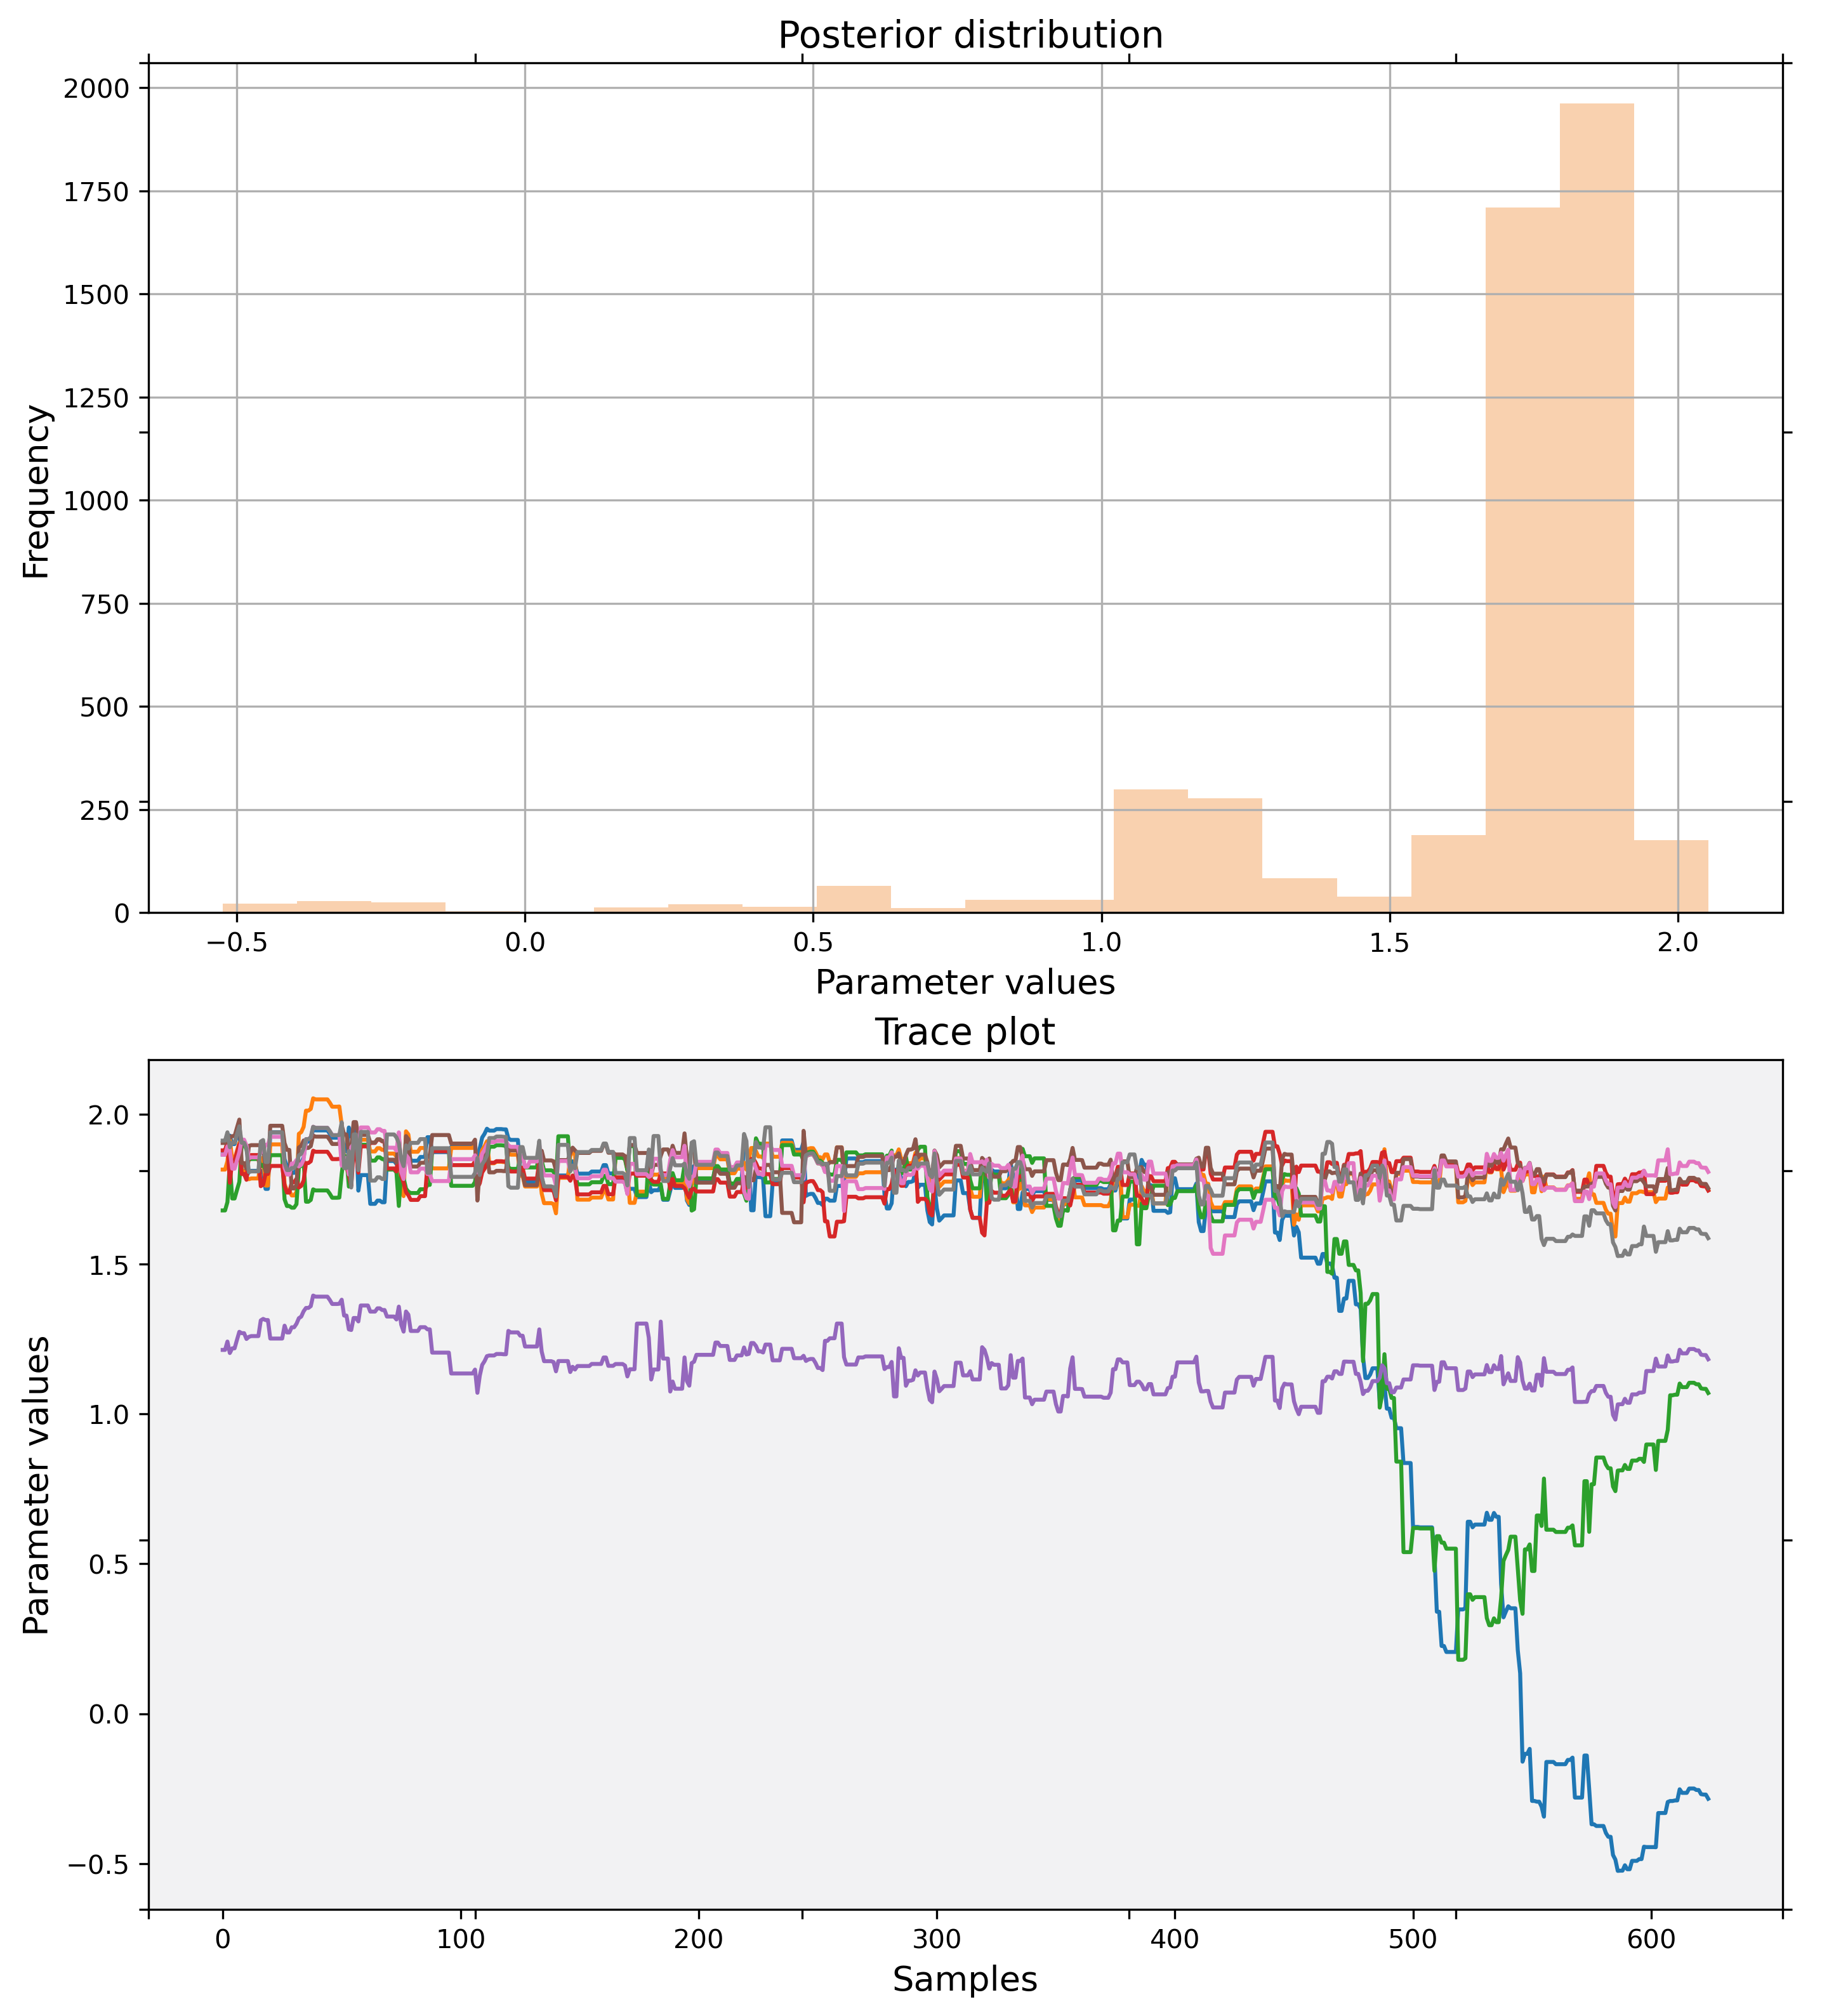 Posterior distribution
2000
1750
1500
1250
1000
750
500
250
0
Frequency
−0.5 0.0 0.5 1.0 1.5 2.0
Parameter values
Trace plot
2.0
1.5
1.0
0.5
0.0
−0.5
Parameter values
0 100 200 300 400 500 600
Samples